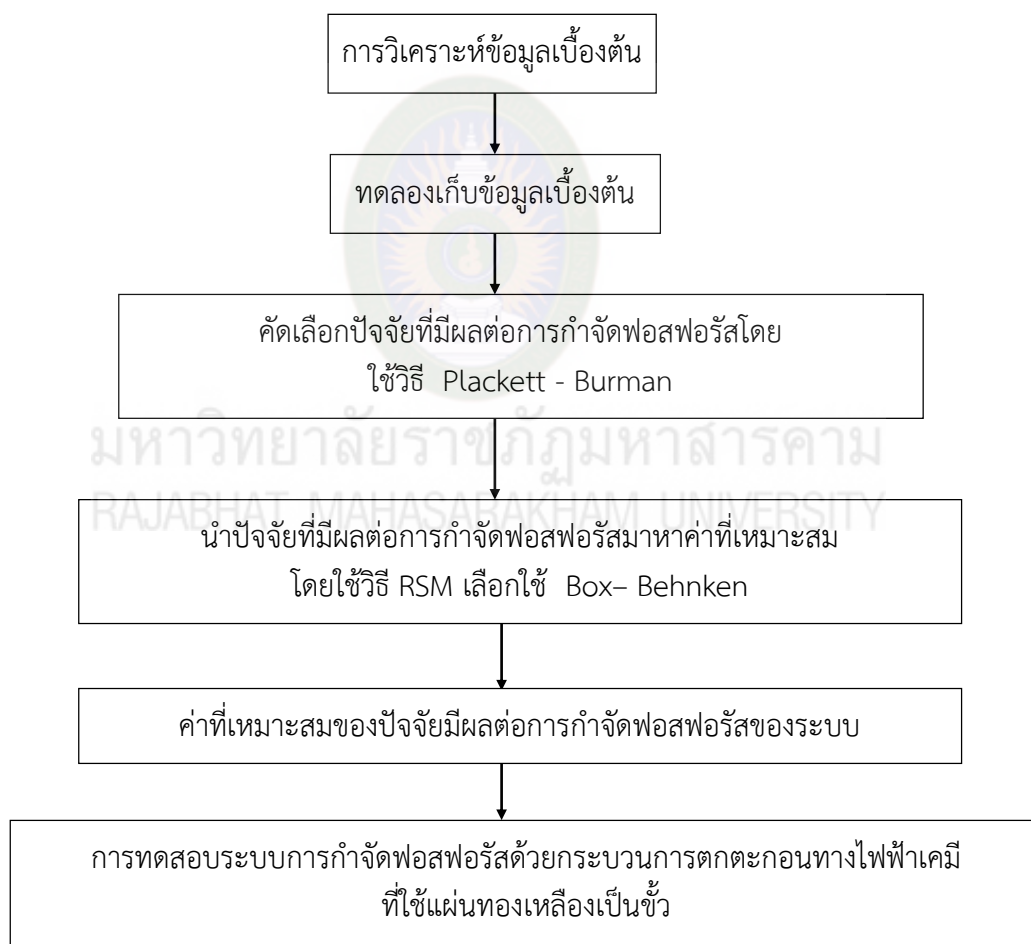 การวิเคราะห์ข้อมูลเบื้องต้น
ทดลองเก็บข้อมูลเบื้องต้น
คัดเลือกปัจจัยที่มีผลต่อการกำจัดฟอสฟอรัสโดย
ใช้วิธี Plackett - Burman
มหาวิทยาลัยราชภัฏมหาสารคาม
RAJABHAT MAHASARAKHAM UNIVERSITY
นำปัจจัยที่มีผลต่อการกำจัดฟอสฟอรัสมาหาค่าที่เหมาะสม
โดยใช้วิธี RSM เลือกใช้ Box– Behnken
ค่าที่เหมาะสมของปัจจัยมีผลต่อการกำจัดฟอสฟอรัสของระบบ
การทดสอบระบบการกำจัดฟอสฟอรัสด้วยกระบวนการตกตะกอนทางไฟฟ้าเคมี
ที่ใช้แผ่นทองเหลืองเป็นขั้ว